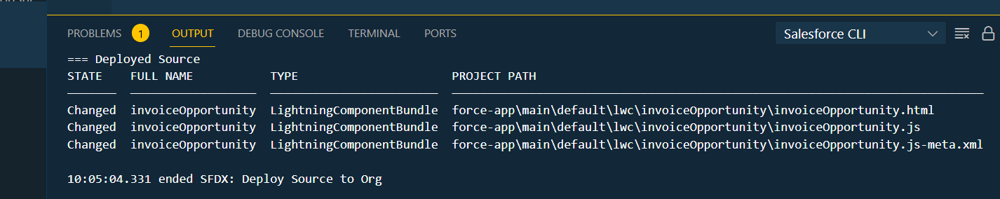 PROBLEMS 1 OUTPUT DEBUG CONSOLE TERMINAL PORTS Salesforce CLI
=== Deployed Source
STATE FULL NAME TYPE PROJECT PATH
Changed invoiceOpportunity LightningComponentBundle force-app\main\default\lwc\invoiceOpportunity\invoiceOpportunity.html
Changed invoiceOpportunity LightningComponentBundle force-app\main\default\lwc\invoiceOpportunity\invoiceOpportunity.js
Changed invoiceOpportunity LightningComponentBundle force-app\main\default\lwc\invoiceOpportunity\invoiceOpportunity.js-meta.xml
10:05:04.331 ended SFDX: Deploy Source to Org